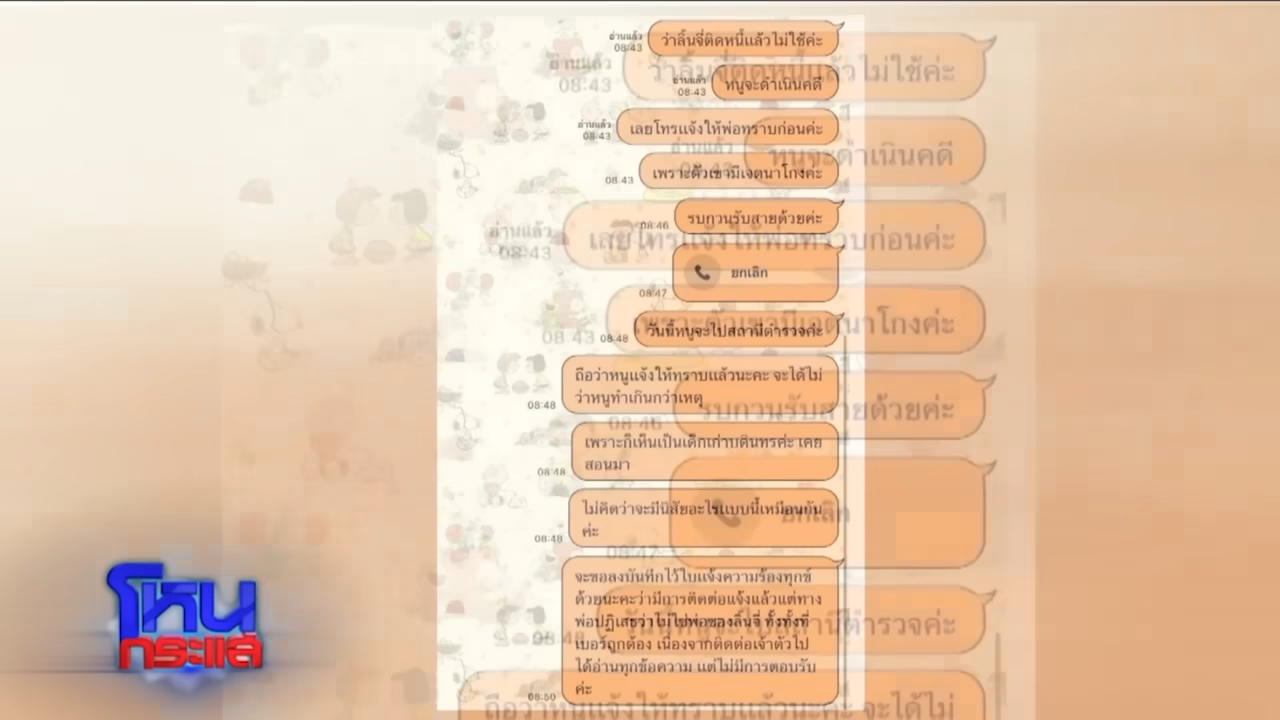 อ่านแล้ว
08:43
ว่าลิ้นจี่ติดหนี้แล้วไม่ใช้ค่ะ
อ่านแล้ว
08:43
หนูจะดำเนินคดี
อ่านแล้ว
08:43
เลยโทรแจ้งให้พ่อทราบก่อนค่ะ
08:43
เพราะตัวเขามีเจตนาโกงค่ะ
08:46
รบกวนรับสายด้วยค่ะ
08:47
ยกเลิก
08:48
วันนี้หนูจะไปสถานีตำรวจค่ะ
ถือว่าหนูแจ้งให้ทราบแล้วนะคะ จะได้ไม่
ว่าหนูทำเกินกว่าเหตุ
08:48
เพราะก็เห็นเป็นเด็กเก่าบดินทรค่ะ เคย
สอนมา
08:48
ไม่คิดว่าจะมีนิสัยอะไรแบบนี้เหมือนกัน
ค่ะ
08:48
จะขอลงบันทึกไว้ใบแจ้งความร้องทุกข์
ด้วยนะคะว่ามีการติดต่อแจ้งแล้วแต่ทาง
พ่อปฏิเสธว่าไม่ใช่พ่อของลิ้นจี่ ทั้งทั้งที่
เบอร์ถูกต้อง เนื่องจากติดต่อเจ้าตัวไป
ได้อ่านทุกข้อความ แต่ไม่มีการตอบรับ
ค่ะ
08:50
โหน
กระแส